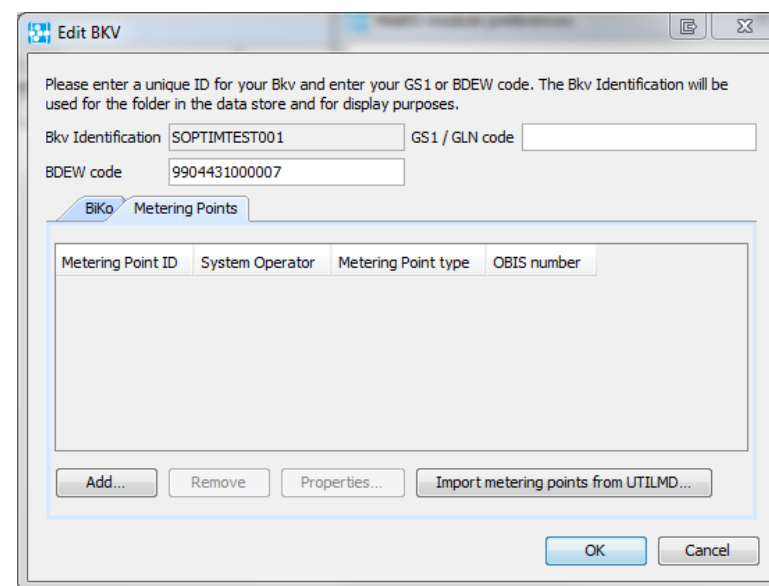 Edit BKV
Please enter a unique ID for your Bkv and enter your GS1 or BDEW code. The Bkv Identification will be
used for the folder in the data store and for display purposes.
Bkv Identification SOPTIMTEST001 GS1 / GLN code
BDEW code 9904431000007
BiKo Metering Points
Metering Point ID System Operator Metering Point type OBIS number
Add... Remove Properties... Import metering points from UTILMD...
OK Cancel